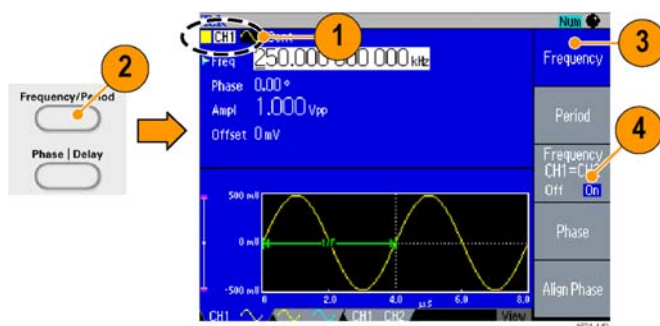 Num
1
2
3
4
CH1
Cont
Frequency/Period
Phase | Delay
Freq 250.000 000 000 kHz
Phase 0.00 °
Ampl 1.000 Vpp
Offset 0 mV
Frequency
Period
Frequency
CH1=CH2
Off On
Phase
Align Phase
500 mV
0 mV
-500 mV
1/F
0 2 4.0 µs 6.0 8.0
CH1 CH1 CH2 View